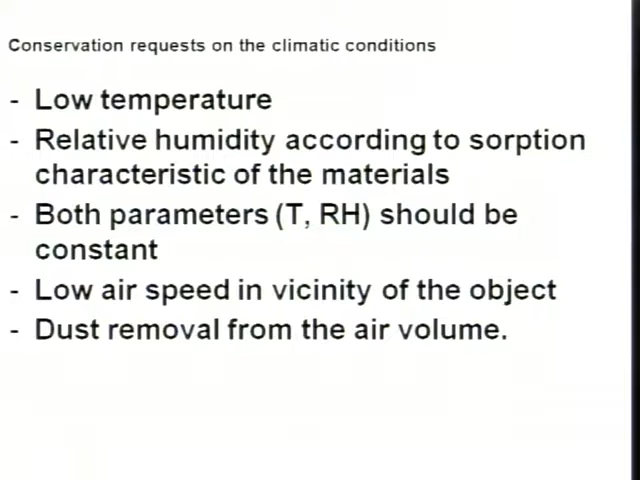 Conservation requests on the climatic conditions
- Low temperature
- Relative humidity according to sorption
characteristic of the materials
- Both parameters (T, RH) should be
constant
- Low air speed in vicinity of the object
- Dust removal from the air volume.